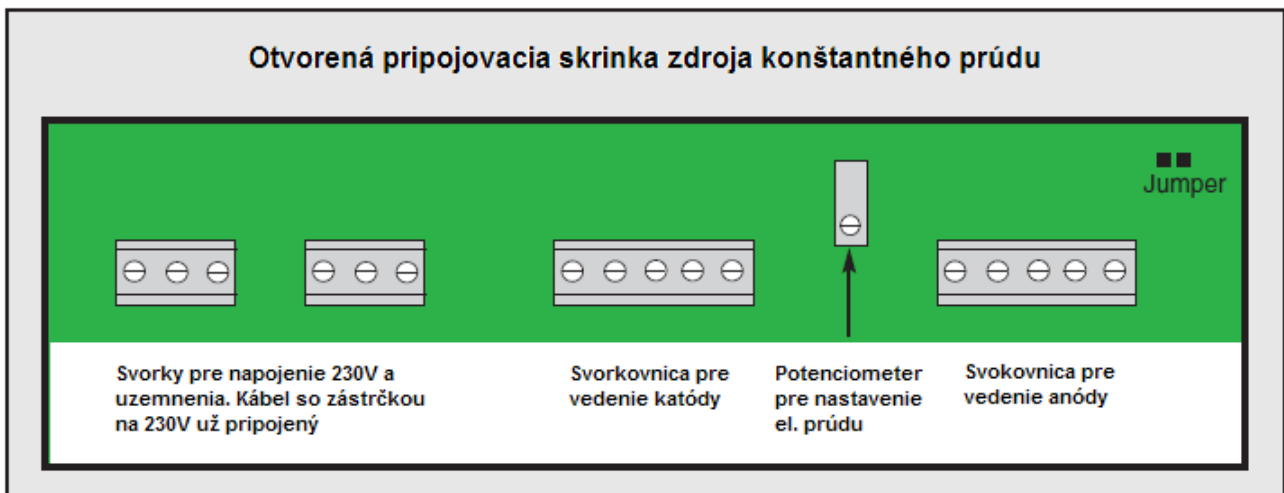 Otvorená pripojovacia skrinka zdroja konštantného prúdu
Jumper
Svorky pre napojenie 230V a
uzemnenia. Kábel so zástrčkou
na 230V už pripojený
Svorkovnica pre
vedenie katódy
Potenciometer
pre nastavenie
el. prúdu
Svokovnica pre
vedenie anódy